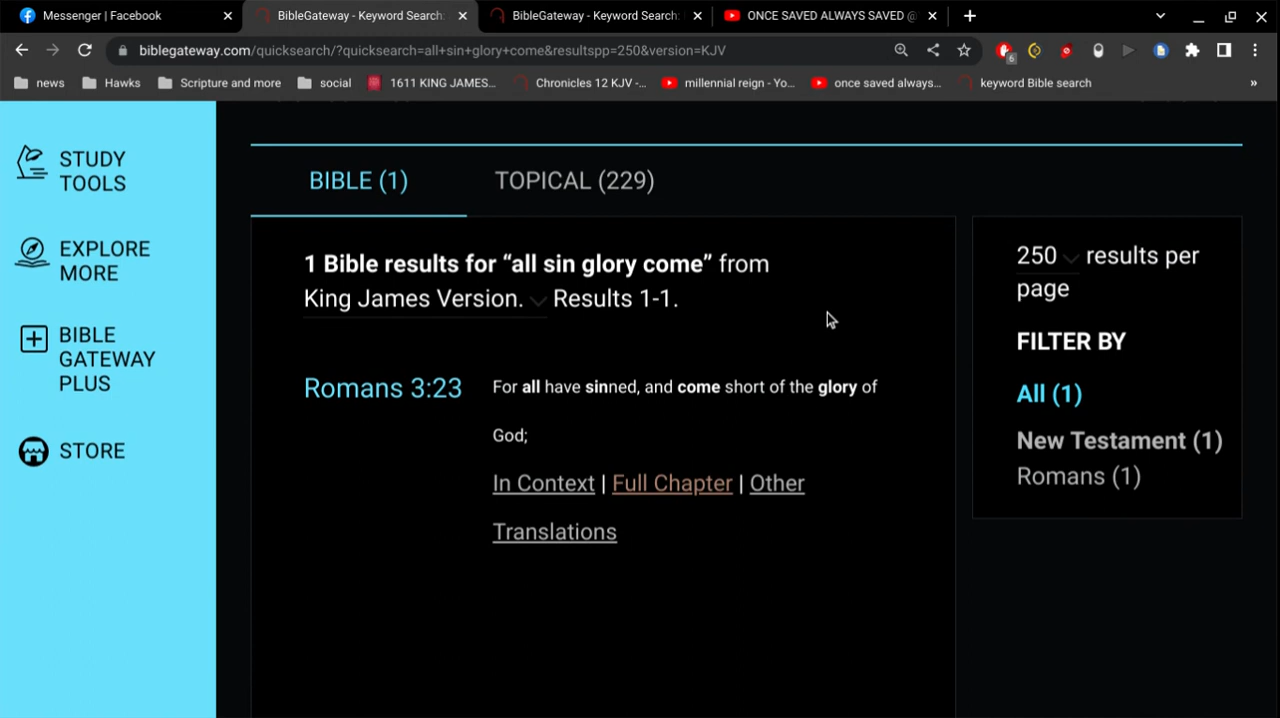 Messenger | Facebook
BibleGateway - Keyword Search:
BibleGateway - Keyword Search:
ONCE SAVED ALWAYS SAVED @
biblegateway.com/quicksearch/?quicksearch=all+sin+glory+come&resultspp=250&version=KJV
6
news
Hawks
Scripture and more
social
1611 KING JAMES...
Chronicles 12 KJV -...
millennial reign - Yo...
once saved always...
keyword Bible search
»
STUDY
TOOLS
EXPLORE
MORE
BIBLE
GATEWAY
PLUS
STORE
BIBLE (1)
TOPICAL (229)
1 Bible results for “all sin glory come” from
King James Version. Results 1-1.
Romans 3:23
For all have sinned, and come short of the glory of
God;
In Context | Full Chapter | Other
Translations
250 results per
page
FILTER BY
All (1)
New Testament (1)
Romans (1)